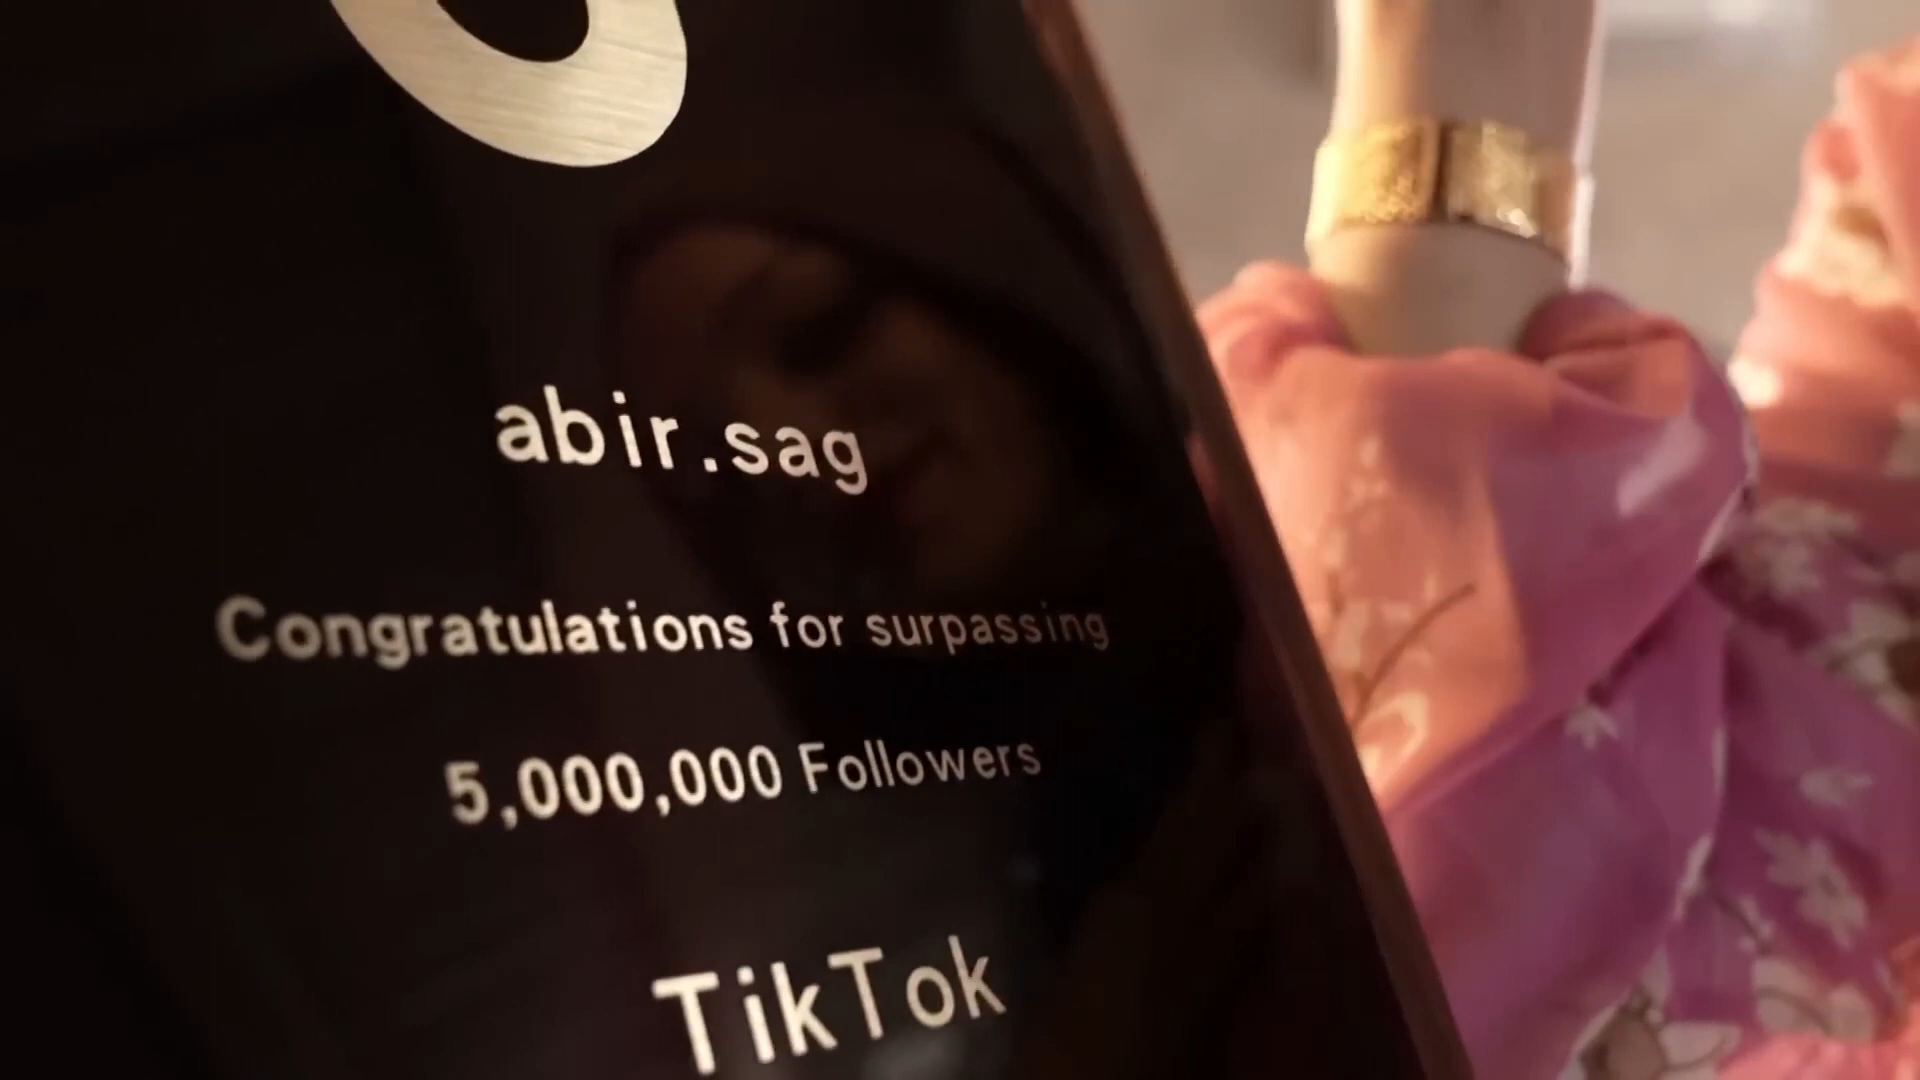 abir.sag
Congratulations for surpassing
5,000,000 Followers
TikTok